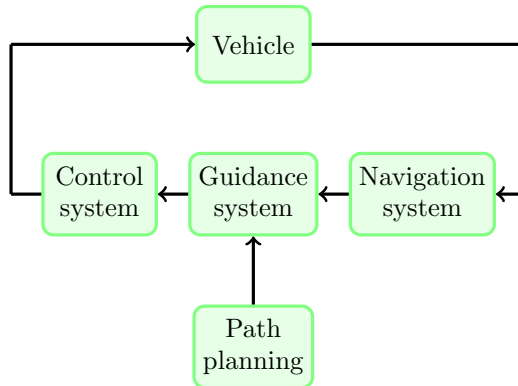 Vehicle
Control
system
Guidance
system
Navigation
system
Path
planning